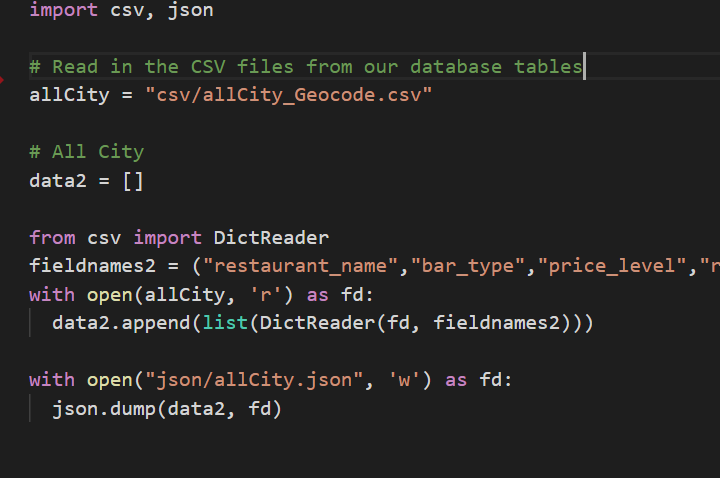 import csv, json
# Read in the CSV files from our database tables
allCity = "csv/allCity_Geocode.csv"
# All City
data2 = []
from csv import DictReader
fieldnames2 = ("restaurant_name","bar_type","price_level","r
with open(allCity, 'r') as fd:
data2.append(list(DictReader(fd, fieldnames2)))
with open("json/allCity.json", 'w') as fd:
json.dump(data2, fd)